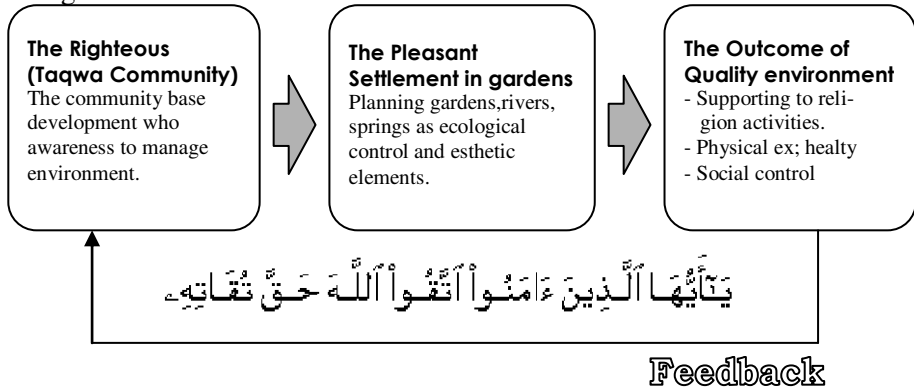 The Righteous
(Taqwa Community)
The community base
development who
awareness to manage
environment.
The Pleasant
Settlement in gardens
Planning gardens,rivers,
springs as ecological
control and esthetic
elements.
The Outcome of
Quality environment
- Supporting to reli-
gion activities.
- Physical ex; healty
- Social control
يَـٰٓأَيُّهَا ٱلَّذِينَ ءَامَنُوا۟ ٱتَّقُوا۟ ٱللَّهَ حَقَّ تُقَاتِهِۦ
Feedback